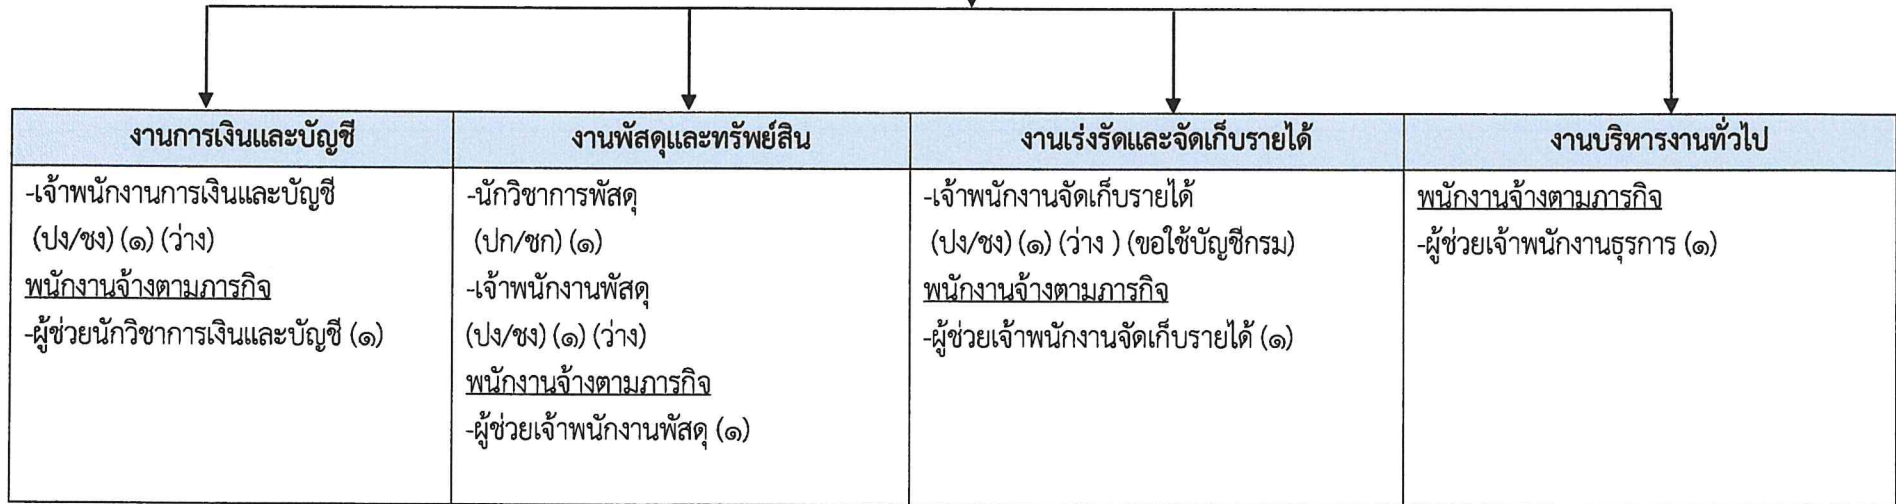 งานการเงินและบัญชี
-เจ้าพนักงานการเงินและบัญชี
(ปง/ชง) (๑) (ว่าง)
พนักงานจ้างตามภารกิจ
-ผู้ช่วยนักวิชาการเงินและบัญชี (๑)
งานพัสดุและทรัพย์สิน
-นักวิชาการพัสดุ
(ปก/ชก) (๑)
-เจ้าพนักงานพัสดุ
(ปง/ชง) (๑) (ว่าง)
พนักงานจ้างตามภารกิจ
-ผู้ช่วยเจ้าพนักงานพัสดุ (๑)
งานเร่งรัดและจัดเก็บรายได้
-เจ้าพนักงานจัดเก็บรายได้
(ปง/ชง) (๑) (ว่าง ) (ขอใช้บัญชีกรม)
พนักงานจ้างตามภารกิจ
-ผู้ช่วยเจ้าพนักงานจัดเก็บรายได้ (๑)
งานบริหารงานทั่วไป
พนักงานจ้างตามภารกิจ
-ผู้ช่วยเจ้าพนักงานธุรการ (๑)